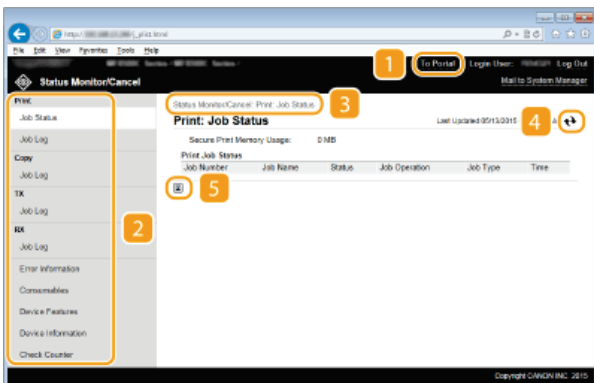 http://
File Edit View Favorites Tools Help
To Portal Login User: Log Out
1
Status Monitor/Cancel
Mail to System Manager
Print
Job Status
Job Log
Copy
Job Log
TX
Job Log
RX
Job Log
Error Information
Consumables
Device Features
Device Information
Check Counter
2
Status Monitor/Cancel: Print: Job Status
3
Print: Job Status
Last Updated 05/13/2015
4
Secure Print Memory Usage: 0 MB
Print Job Status
Job Number Job Name Status Job Operation Job Type Time
5
Copyright CANON INC. 2015